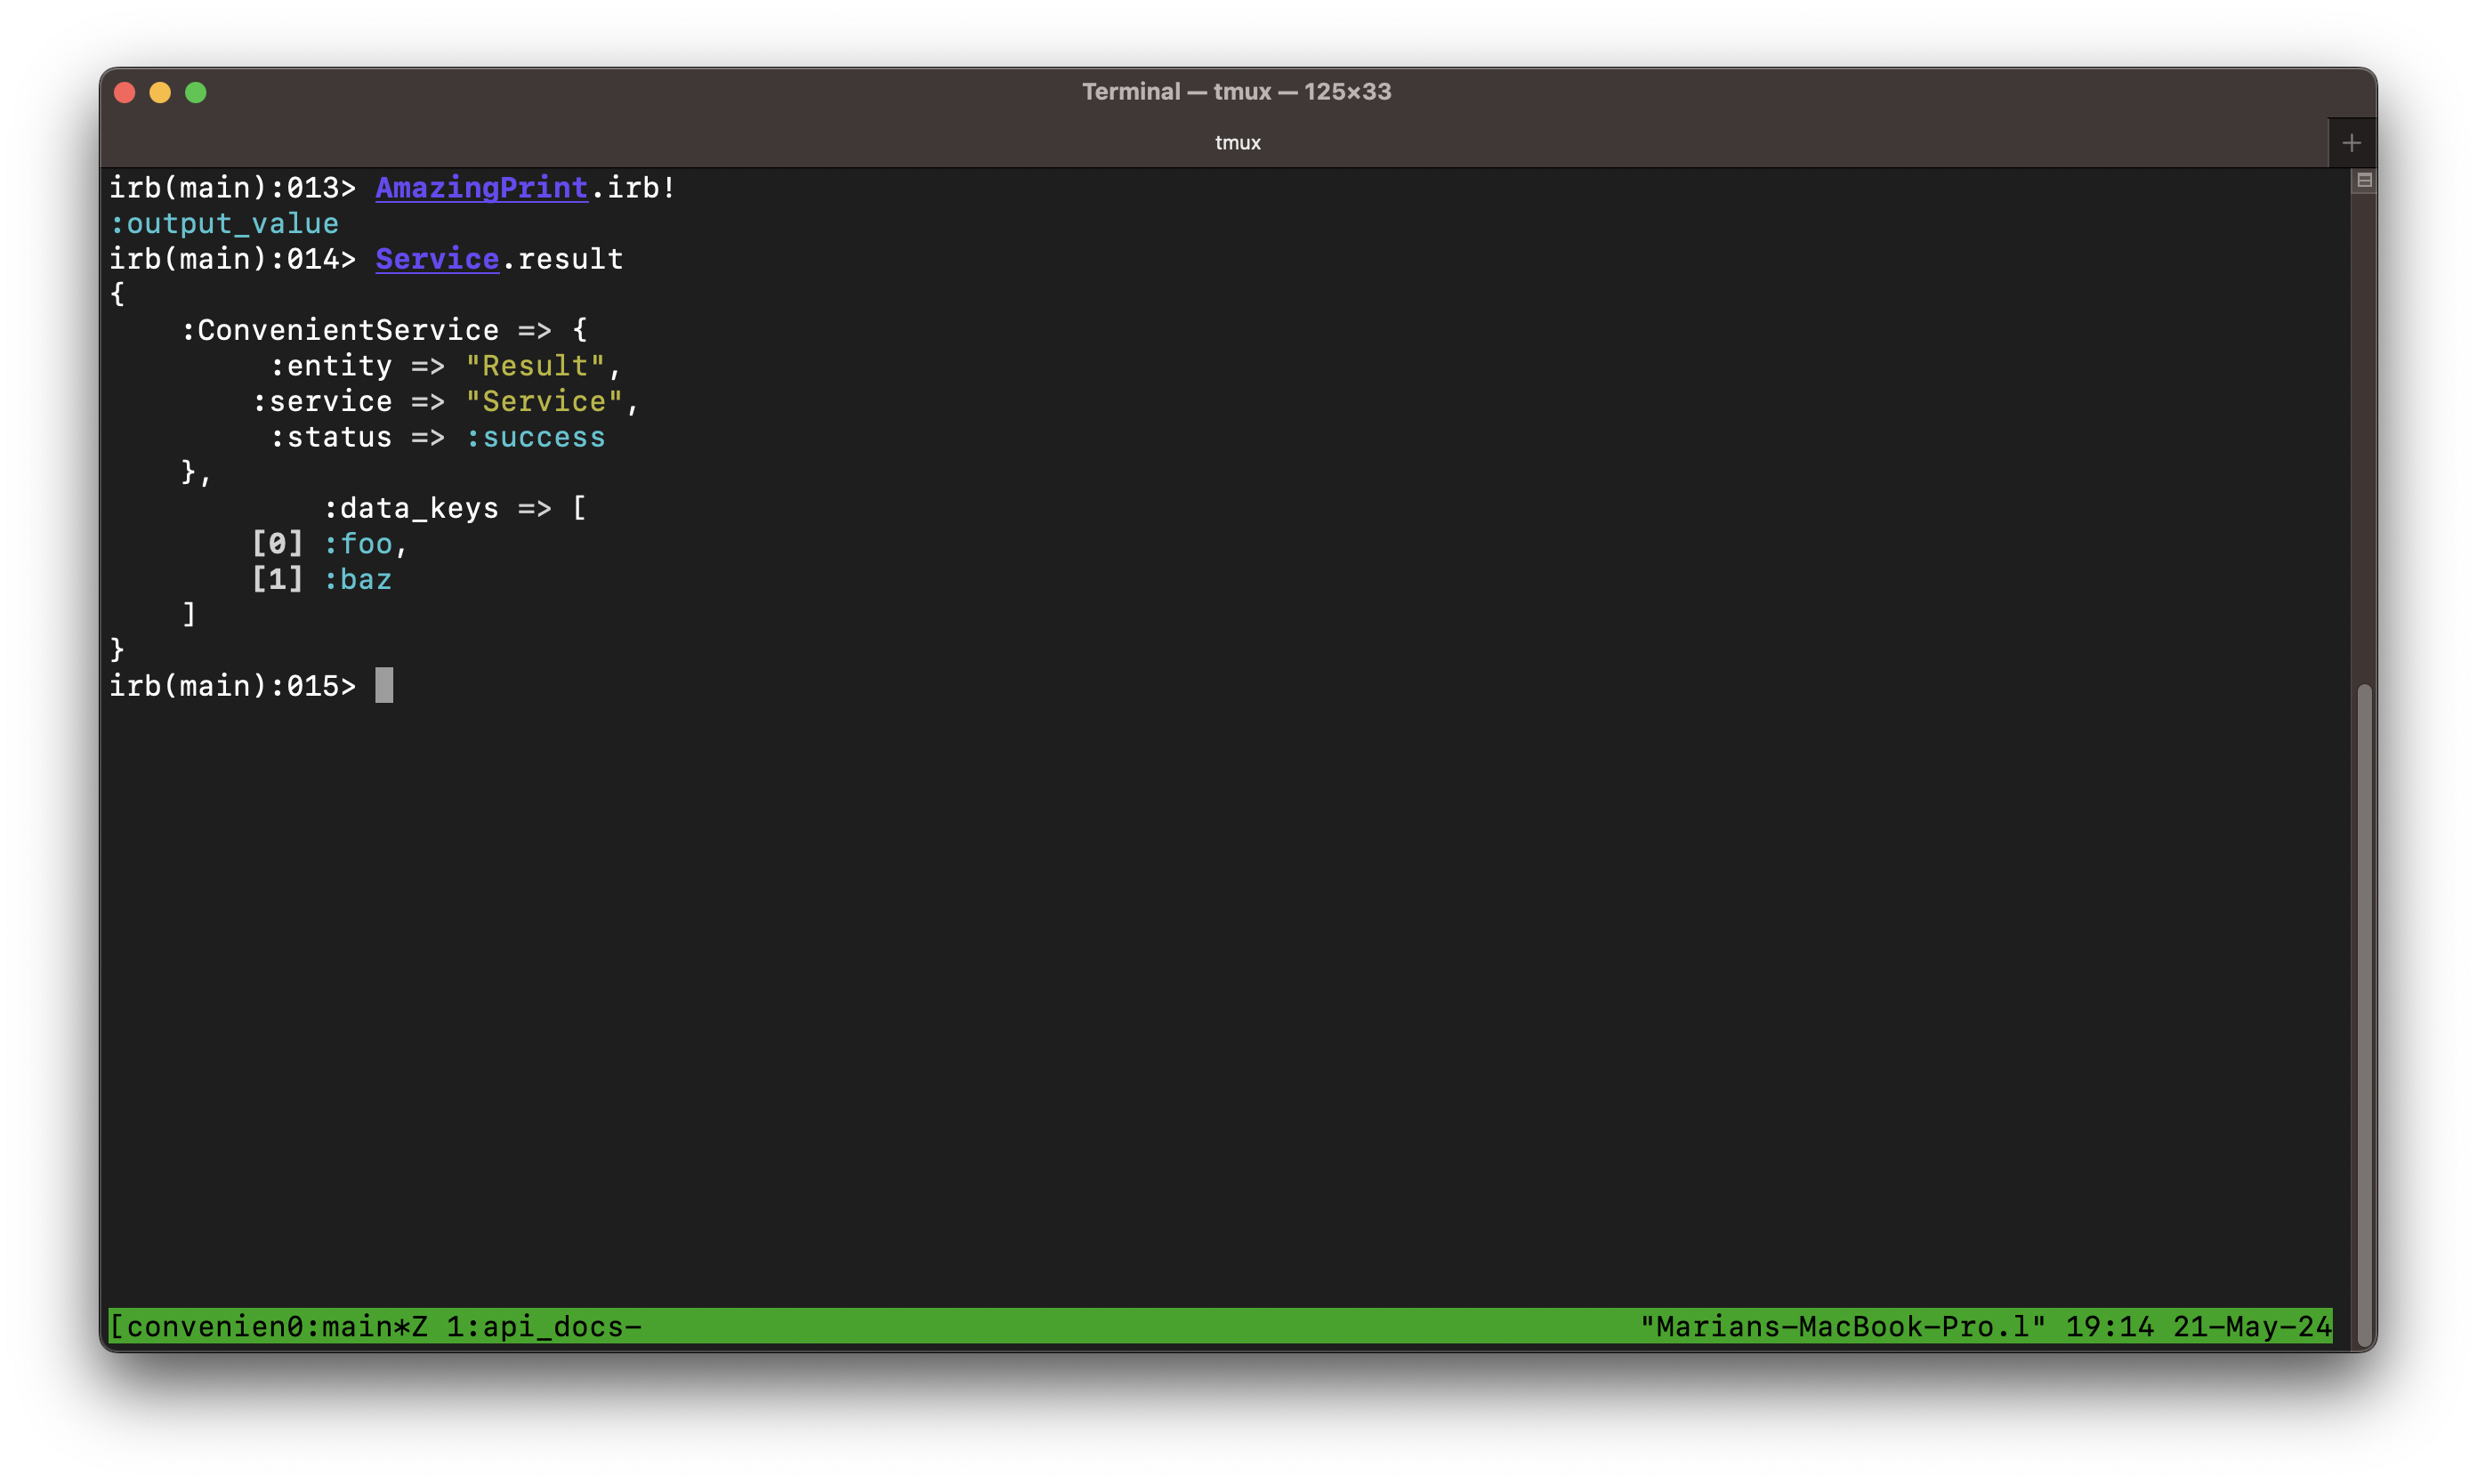 Terminal — tmux — 125×33
tmux
irb(main):013> AmazingPrint.irb!
:output_value
irb(main):014> Service.result
{
    :ConvenientService => {
         :entity => "Result",
        :service => "Service",
         :status => :success
    },
            :data_keys => [
        [0] :foo,
        [1] :baz
    ]
}
irb(main):015>
[convenien0:main*Z 1:api_docs- "Marians-MacBook-Pro.l" 19:14 21-May-24